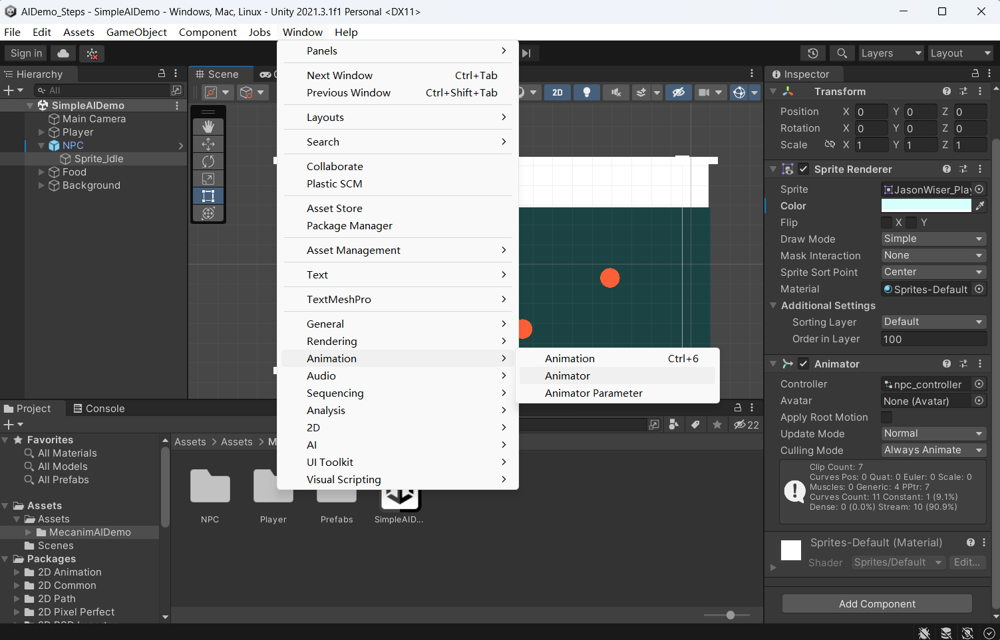 AIDemo_Steps - SimpleAIDemo - Windows, Mac, Linux - Unity 2021.3.1f1 Personal <DX11>
File Edit Assets GameObject Component Jobs Window Help
Sign in
Layers
Layout
Hierarchy
All
SimpleAIDemo
Main Camera
Player
NPC
Sprite_Idle
Food
Background
Scene
2D
Panels
Next Window Ctrl+Tab
Previous Window Ctrl+Shift+Tab
Layouts
Search
Collaborate
Plastic SCM
Asset Store
Package Manager
Asset Management
Text
TextMeshPro
General
Rendering
Animation
Audio
Sequencing
Analysis
2D
AI
UI Toolkit
Visual Scripting
Animation Ctrl+6
Animator
Animator Parameter
Inspector
Transform
Position X 0 Y 0 Z 0
Rotation X 0 Y 0 Z 0
Scale X 1 Y 1 Z 1
Sprite Renderer
Sprite JasonWiser_Play
Color
Flip X Y
Draw Mode Simple
Mask Interaction None
Sprite Sort Point Center
Material Sprites-Default
Additional Settings
Sorting Layer Default
Order in Layer 100
Animator
Controller npc_controller
Avatar None (Avatar)
Apply Root Motion
Update Mode Normal
Culling Mode Always Animate
Clip Count: 7
Curves Pos: 0 Quat: 0 Euler: 0 Scale: 0
Muscles: 0 Generic: 4 PPtr: 7
Curves Count: 11 Constant: 1 (9.1%)
Dense: 0 (0.0%) Stream: 10 (90.9%)
Sprites-Default (Material)
Shader Sprites/Default Edit...
Add Component
Project Console
22
Favorites
All Materials
All Models
All Prefabs
Assets
Assets
MecanimAIDemo
Scenes
Packages
2D Animation
2D Common
2D Path
2D Pixel Perfect
Assets > Assets > M
NPC
Player
Prefabs
SimpleAID...